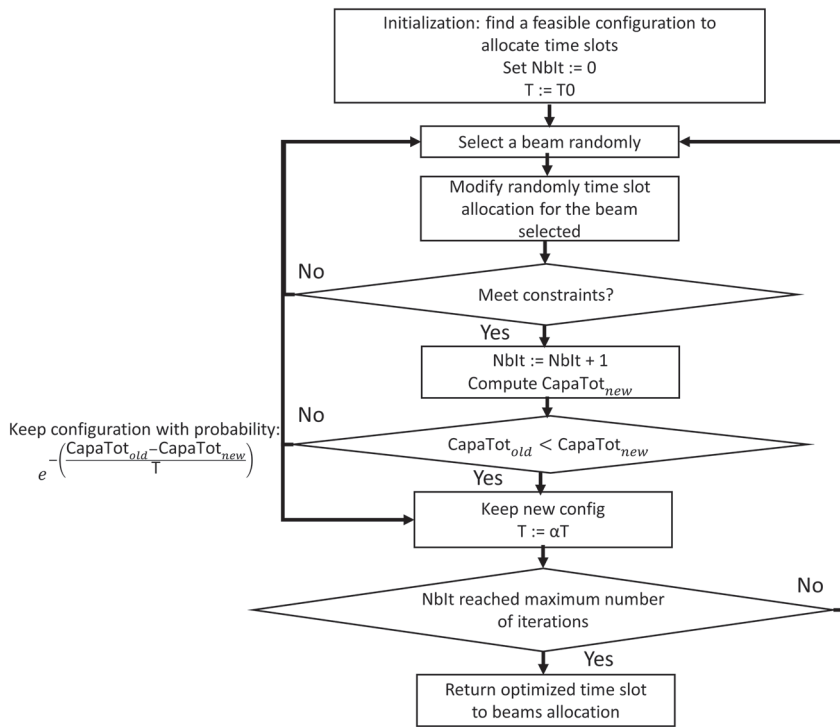 Initialization: find a feasible configuration to
allocate time slots
Set NbIt := 0
T := T0
Select a beam randomly
Modify randomly time slot
allocation for the beam
selected
No
Meet constraints?
Yes
NbIt := NbIt + 1
Compute CapaTot_new
No
Keep configuration with probability:
e^-((CapaTot_old−CapaTot_new)/T)
CapaTot_old < CapaTot_new
Yes
Keep new config
T := αT
NbIt reached maximum number
of iterations
No
Yes
Return optimized time slot
to beams allocation